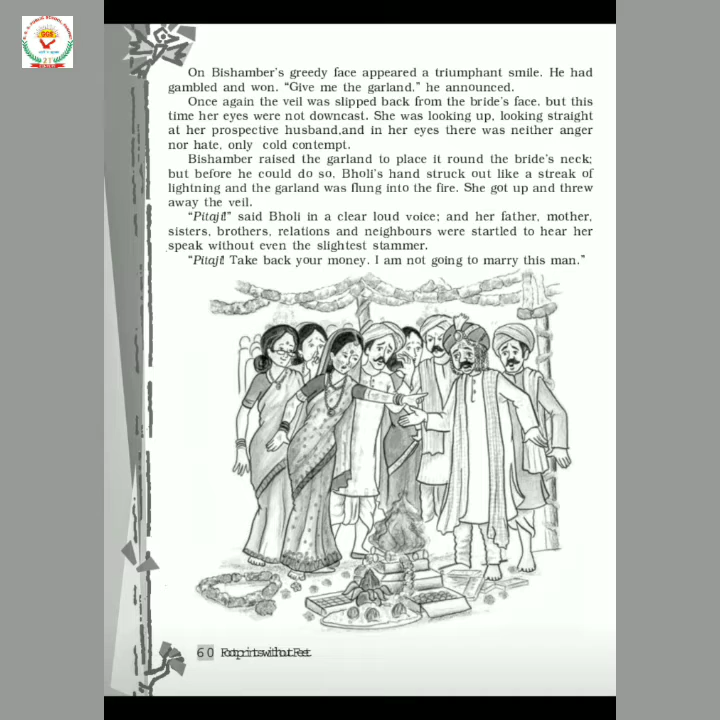 G.G.S. PUBLIC SCHOOL
GGS
On Bishamber's greedy face appeared a triumphant smile. He had
gambled and won. “Give me the garland,” he announced.
Once again the veil was slipped back from the bride's face, but this
time her eyes were not downcast. She was looking up, looking straight
at her prospective husband,and in her eyes there was neither anger
nor hate, only cold contempt.
Bishamber raised the garland to place it round the bride's neck;
but before he could do so, Bholi's hand struck out like a streak of
lightning and the garland was flung into the fire. She got up and threw
away the veil.
“Pitaji!” said Bholi in a clear loud voice; and her father, mother,
sisters, brothers, relations and neighbours were startled to hear her
speak without even the slightest stammer.
“Pitaji! Take back your money. I am not going to marry this man.”
60 Footprints without Feet